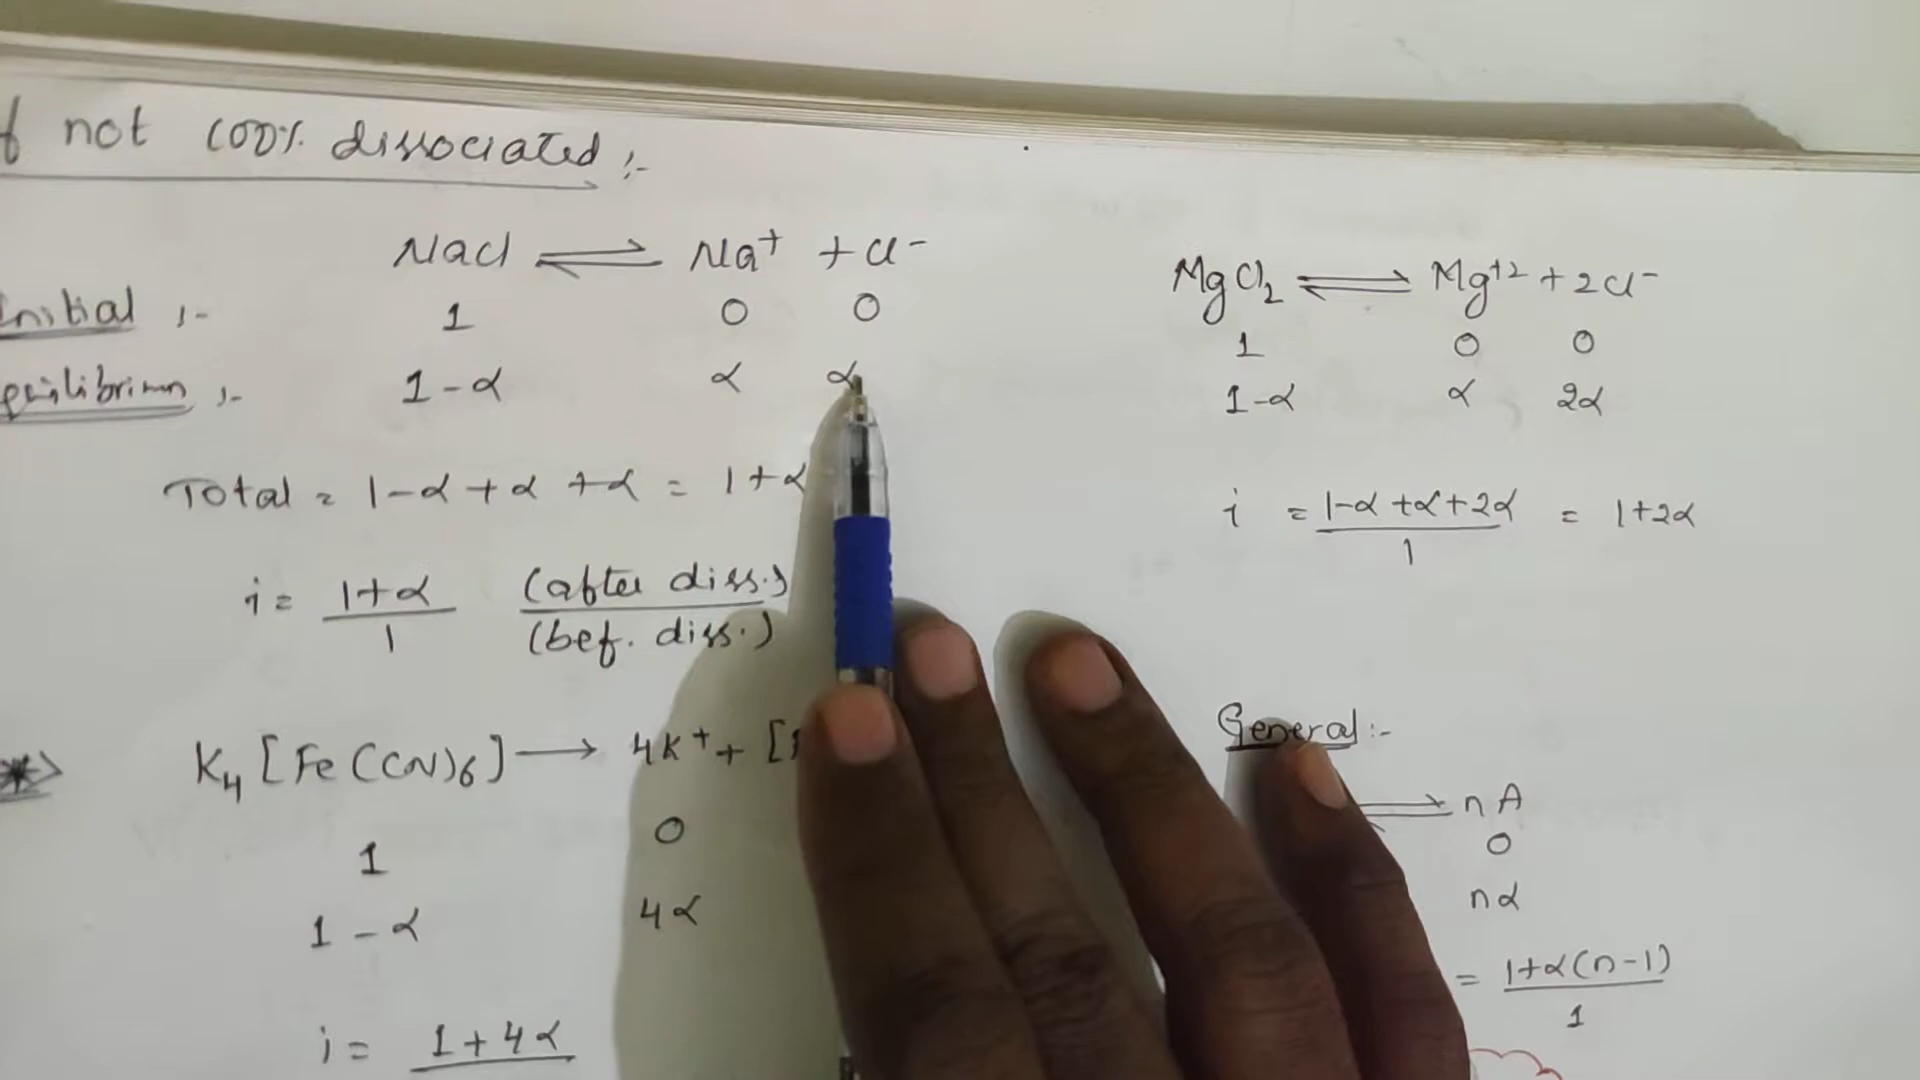 f not 100% dissociated :-
NaCl ⇌ Na⁺ + Cl⁻
Initial :- 1 0 0
equilibrium :- 1-α α α
Total = 1-α + α + α = 1+α
i = (1+α)/1 (after diss.)/(bef. diss.)
K₄[Fe(CN)₆] → 4K⁺ + [
1 0
1-α 4α
i = 1+4α
MgCl₂ ⇌ Mg⁺² + 2Cl⁻
1 0 0
1-α α 2α
i = (1-α+α+2α)/1 = 1+2α
General :-
⇌ nA
0
nα
= (1+α(n-1))/1